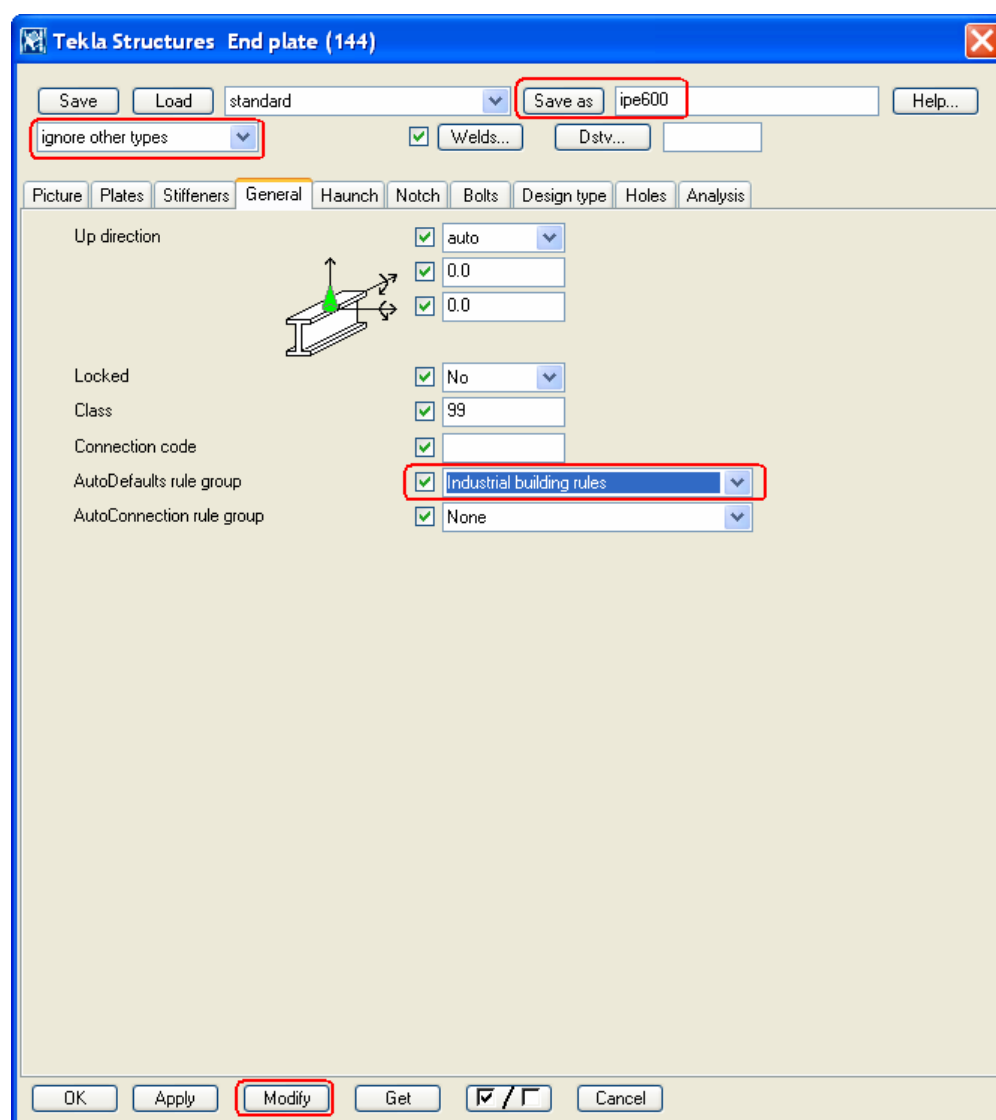 Tekla Structures End plate (144)
Save Load standard Save as ipe600 Help...
ignore other types Welds... Dstv...
Picture Plates Stiffeners General Haunch Notch Bolts Design type Holes Analysis
Up direction auto
0.0
0.0
Locked No
Class 99
Connection code
AutoDefaults rule group Industrial building rules
AutoConnection rule group None
OK Apply Modify Get / Cancel